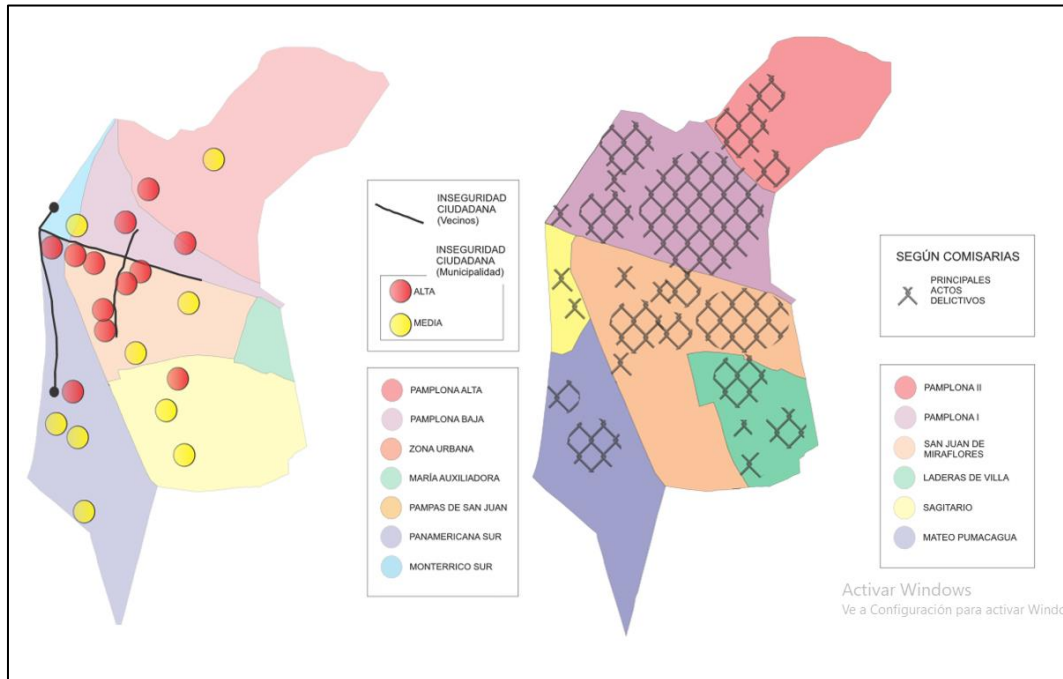 INSEGURIDAD
CIUDADANA
(Vecinos)
INSEGURIDAD
CIUDADANA
(Municipalidad)
ALTA
MEDIA
PAMPLONA ALTA
PAMPLONA BAJA
ZONA URBANA
MARÍA AUXILIADORA
PAMPAS DE SAN JUAN
PANAMERICANA SUR
MONTERRICO SUR
SEGÚN COMISARIAS
PRINCIPALES
ACTOS
DELICTIVOS
PAMPLONA II
PAMPLONA I
SAN JUAN DE
MIRAFLORES
LADERAS DE VILLA
SAGITARIO
MATEO PUMACAGUA
Activar Windows
Ve a Configuración para activar Windo